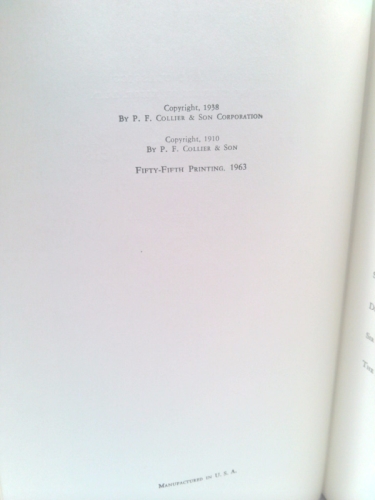 Copyright, 1938
BY P. F. COLLIER & SON CORPORATION
Copyright, 1910
BY P. F. COLLIER & SON
FIFTY-FIFTH PRINTING, 1963
MANUFACTURED IN U. S. A.